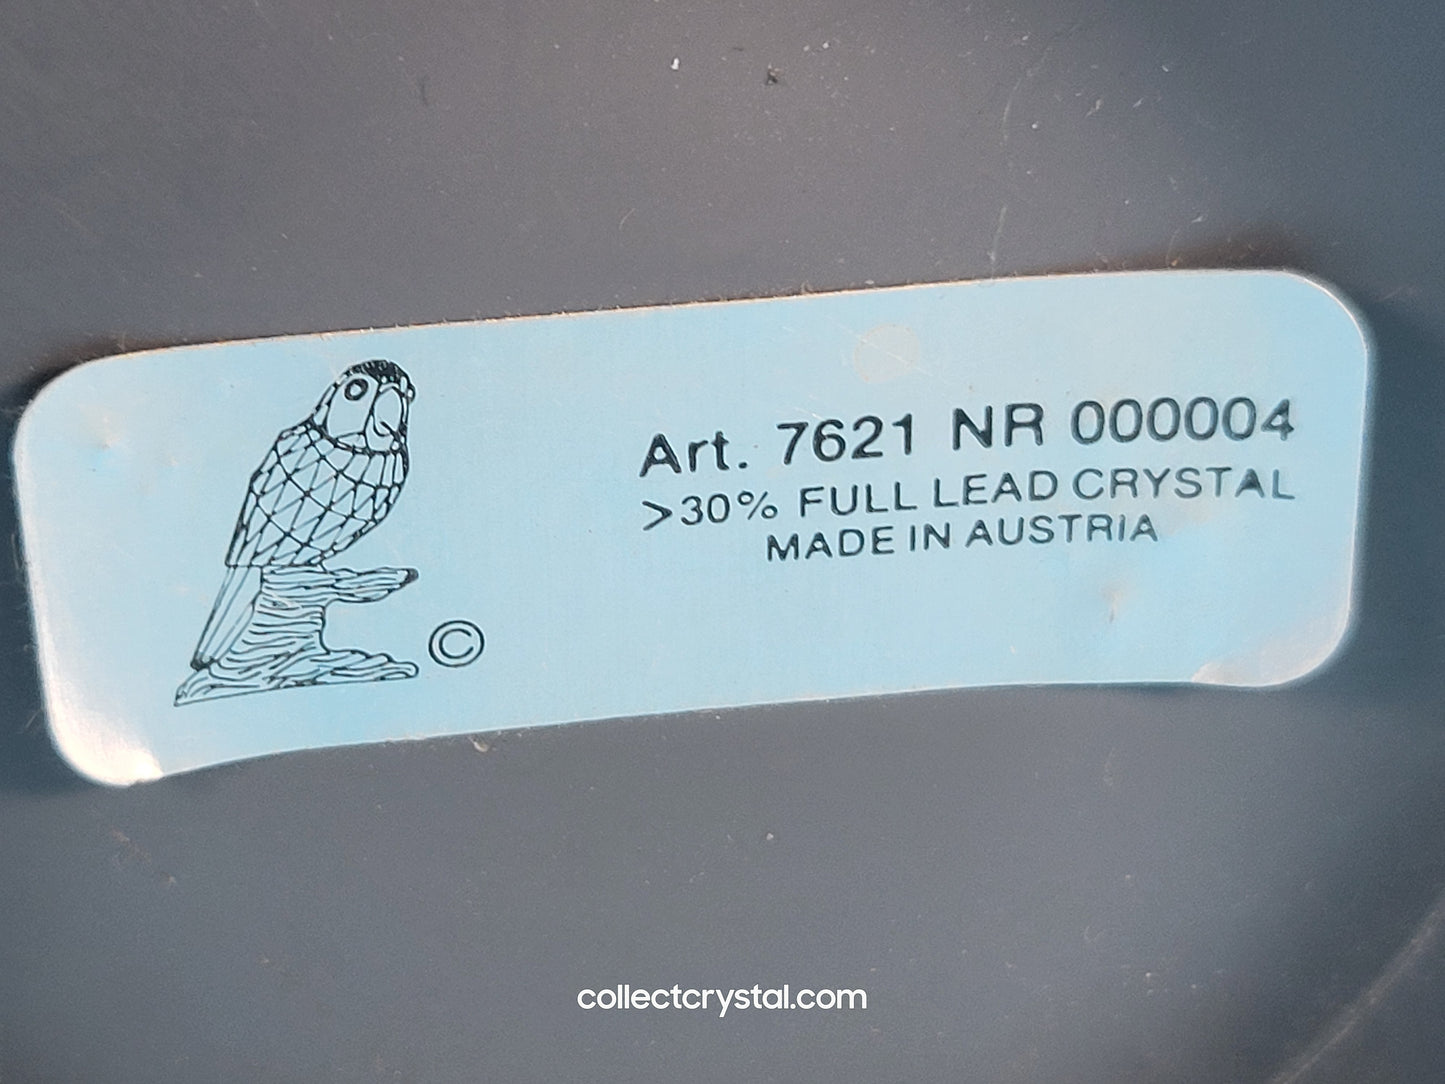 Art. 7621 NR 000004
>30% FULL LEAD CRYSTAL
MADE IN AUSTRIA
©
collectcrystal.com